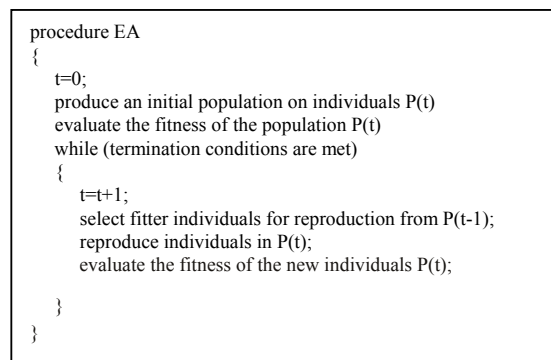 procedure EA
{
t=0;
produce an initial population on individuals P(t)
evaluate the fitness of the population P(t)
while (termination conditions are met)
{
t=t+1;
select fitter individuals for reproduction from P(t-1);
reproduce individuals in P(t);
evaluate the fitness of the new individuals P(t);
}
}